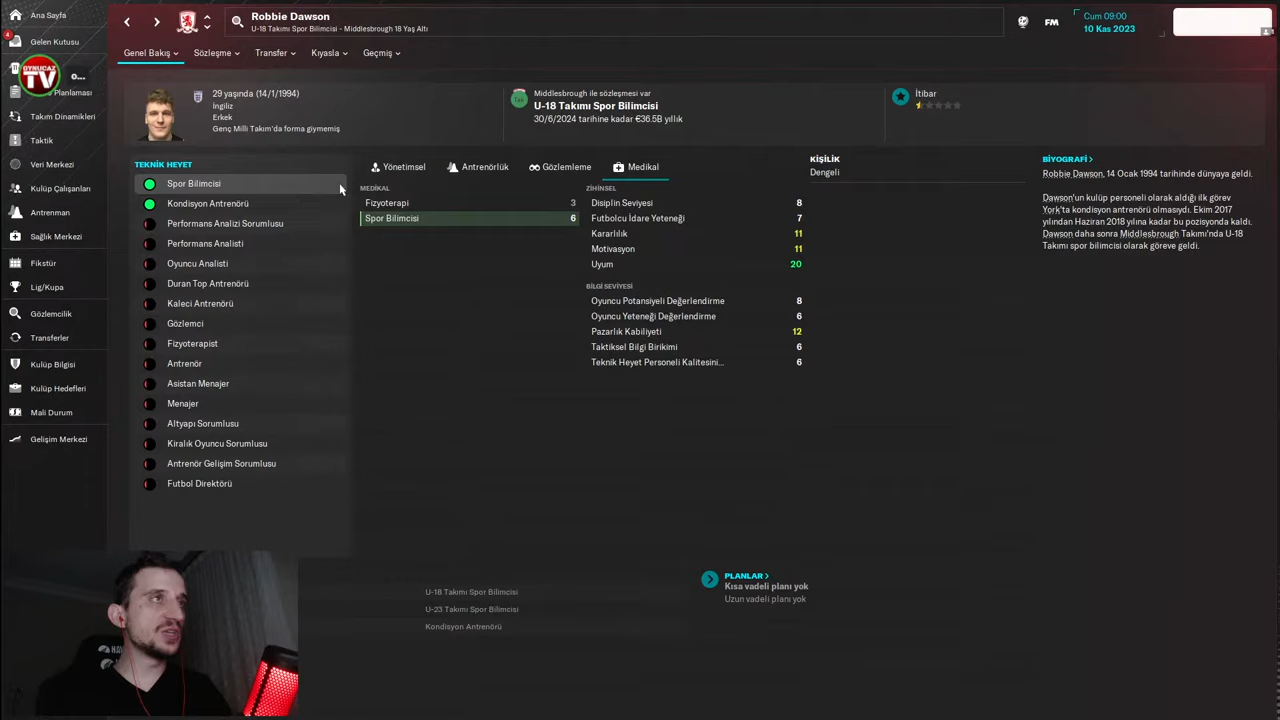 Ana Sayfa
4
Gelen Kutusu
OYNUCAZ
TV
Planlaması
Takım Dinamikleri
Taktik
Veri Merkezi
Kulüp Çalışanları
Antrenman
Sağlık Merkezi
Fikstür
Lig/Kupa
Gözlemcilik
Transferler
Kulüp Bilgisi
Kulüp Hedefleri
Mali Durum
Gelişim Merkezi
Robbie Dawson
U-18 Takımı Spor Bilimcisi - Middlesbrough 18 Yaş Altı
FM
Cum 09:00
10 Kas 2023
Genel Bakış
Sözleşme
Transfer
Kıyasla
Geçmiş
29 yaşında (14/1/1994)
İngiliz
Erkek
Genç Milli Takım'da forma giymemiş
Middlesbrough ile sözleşmesi var
U-18 Takımı Spor Bilimcisi
30/6/2024 tarihine kadar €36.5B yıllık
İtibar
TEKNİK HEYET
Spor Bilimcisi
Kondisyon Antrenörü
Performans Analizi Sorumlusu
Performans Analisti
Oyuncu Analisti
Duran Top Antrenörü
Kaleci Antrenörü
Gözlemci
Fizyoterapist
Antrenör
Asistan Menajer
Menajer
Altyapı Sorumlusu
Kiralık Oyuncu Sorumlusu
Antrenör Gelişim Sorumlusu
Futbol Direktörü
Yönetimsel
Antrenörlük
Gözlemleme
Medikal
MEDİKAL
Fizyoterapi 3
Spor Bilimcisi 6
ZİHİNSEL
Disiplin Seviyesi 8
Futbolcu İdare Yeteneği 7
Kararlılık 11
Motivasyon 11
Uyum 20
BİLGİ SEVİYESİ
Oyuncu Potansiyeli Değerlendirme 8
Oyuncu Yeteneği Değerlendirme 6
Pazarlık Kabiliyeti 12
Taktiksel Bilgi Birikimi 6
Teknik Heyet Personeli Kalitesini... 6
KİŞİLİK
Dengeli
BİYOGRAFİ >
Robbie Dawson, 14 Ocak 1994 tarihinde dünyaya geldi.
Dawson'un kulüp personeli olarak aldığı ilk görev
York'ta kondisyon antrenörü olmasıydı. Ekim 2017
yılından Haziran 2018 yılına kadar bu pozisyonda kaldı.
Dawson daha sonra Middlesbrough Takımı'nda U-18
Takımı spor bilimcisi olarak göreve geldi.
U-18 Takımı Spor Bilimcisi
U-23 Takımı Spor Bilimcisi
Kondisyon Antrenörü
PLANLAR >
Kısa vadeli planı yok
Uzun vadeli planı yok